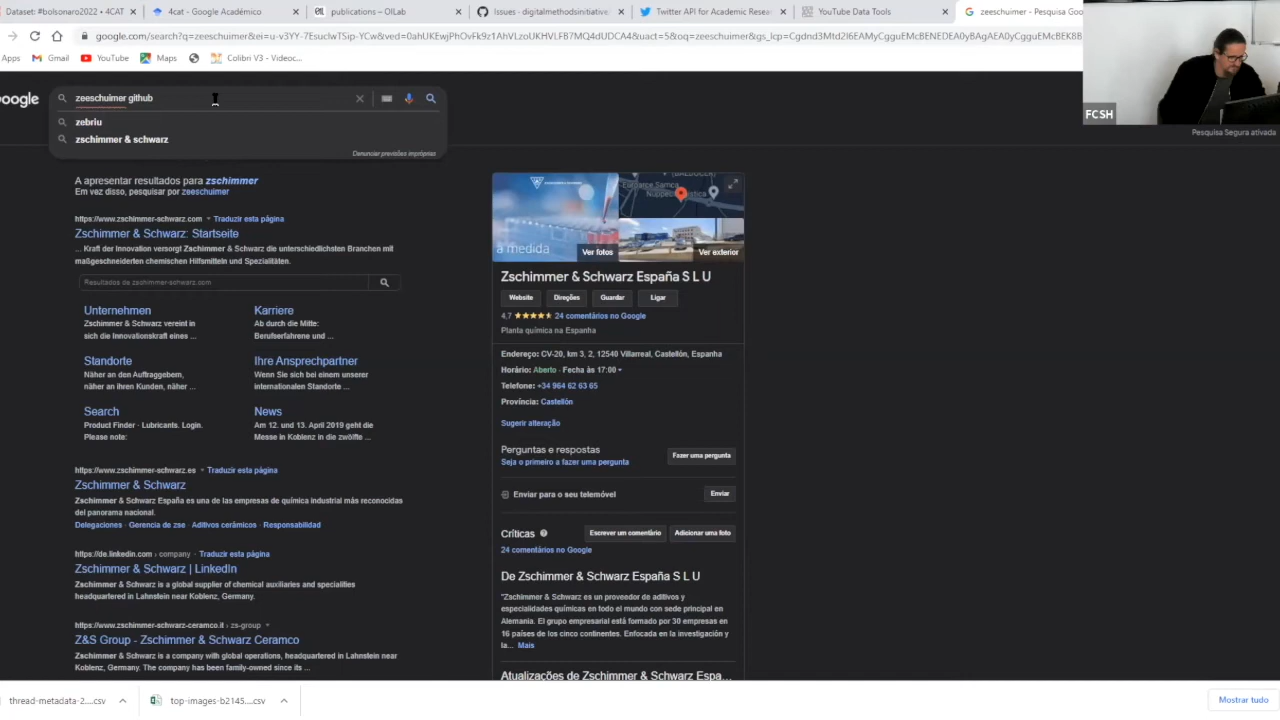 Dataset: #bolsonaro2022 • 4CAT
4cat - Google Académico
publications – OILab
Issues · digitalmethodsinitiative/
Twitter API for Academic Resea
YouTube Data Tools
zeeschuimer - Pesquisa Goo
Apps
Gmail
YouTube
Maps
Colibri V3 - Videoc...
oogle
zeeschuimer github
zebriu
zschimmer & schwarz
Denunciar previsões impróprias
FCSH
Pesquisa Segura ativada
A apresentar resultados para zschimmer
Em vez disso, pesquisar por zeeschuimer
https://www.zschimmer-schwarz.com
Traduzir esta página
Zschimmer & Schwarz: Startseite
... Kraft der Innovation versorgt Zschimmer & Schwarz die unterschiedlichsten Branchen mit
maßgeschneiderten chemischen Hilfsmitteln und Spezialitäten.
Resultados de zschimmer-schwarz.com
Unternehmen
Zschimmer & Schwarz vereint in
sich die Innovationskraft eines ...
Karriere
Ab durch die Mitte:
Berufserfahrene und ...
Standorte
Näher an den Auftraggebern,
näher an ihren Kunden, näher ...
Ihre Ansprechpartner
Wenn Sie sich bei einem unserer
internationalen Standorte ...
Search
Product Finder · Lubricants. Login.
Please note:
News
Am 12. und 13. April 2019 geht die
Messe in Koblenz in die zwölfte ...
https://www.zschimmer-schwarz.es
Traduzir esta página
Zschimmer & Schwarz
Zschimmer & Schwarz España es una de las empresas de química industrial más reconocidas
del panorama nacional.
Delegaciones · Gerencia de zse · Aditivos cerámicos · Responsabilidad
https://de.linkedin.com › company
Traduzir esta página
Zschimmer & Schwarz | LinkedIn
Zschimmer & Schwarz is a global supplier of chemical auxiliaries and specialities
headquartered in Lahnstein near Koblenz, Germany.
https://www.zschimmer-schwarz-ceramco.it › zs-group
Z&S Group - Zschimmer & Schwarz Ceramco
Zschimmer & Schwarz is a company with global operations, headquartered in Lahnstein near
Koblenz, Germany. The company has been family-owned since its ...
a medida
Ver fotos
Ver exterior
Zschimmer & Schwarz España S L U
Website
Direções
Guardar
Ligar
4,7
24 comentários no Google
Planta química na Espanha
Endereço: CV-20, km 3, 2, 12540 Villarreal, Castellón, Espanha
Horário: Aberto · Fecha às 17:00
Telefone: +34 964 62 63 65
Província: Castellón
Sugerir alteração
Perguntas e respostas
Seja o primeiro a fazer uma pergunta
Fazer uma pergunta
Enviar para o seu telemóvel
Enviar
Críticas
Escrever um comentário
Adicionar uma foto
24 comentários no Google
De Zschimmer & Schwarz España S L U
"Zschimmer & Schwarz es un proveedor de aditivos y
especialidades químicas en todo el mundo con sede principal en
Alemania. El grupo empresarial está formado por 30 empresas en
16 países de los cinco continentes. Enfocada en la investigación y
la... Mais
Atualizações de Zschimmer & Schwarz Espa...
thread-metadata-2....csv
top-images-b2145....csv
Mostrar tudo